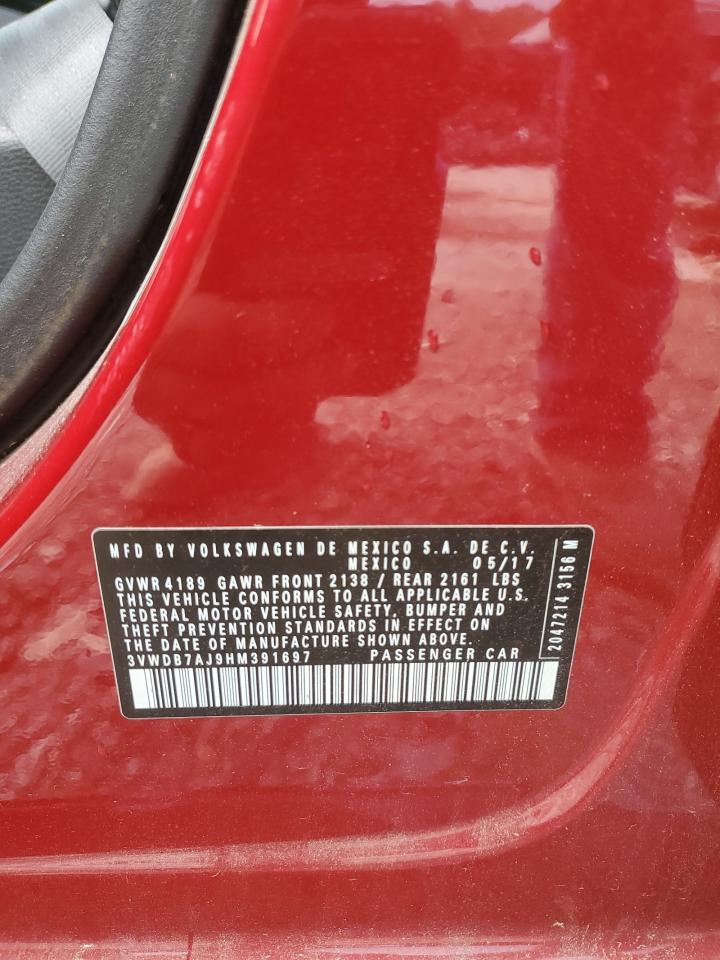 MFD BY VOLKSWAGEN DE MEXICO S.A. DE C.V.
MEXICO 05/17
GVWR 4189 GAWR FRONT 2138 / REAR 2161 LBS
THIS VEHICLE CONFORMS TO ALL APPLICABLE U.S.
FEDERAL MOTOR VEHICLE SAFETY, BUMPER AND
THEFT PREVENTION STANDARDS IN EFFECT ON
THE DATE OF MANUFACTURE SHOWN ABOVE.
3VWDB7AJ9HM391697 PASSENGER CAR
2047214 3156 M